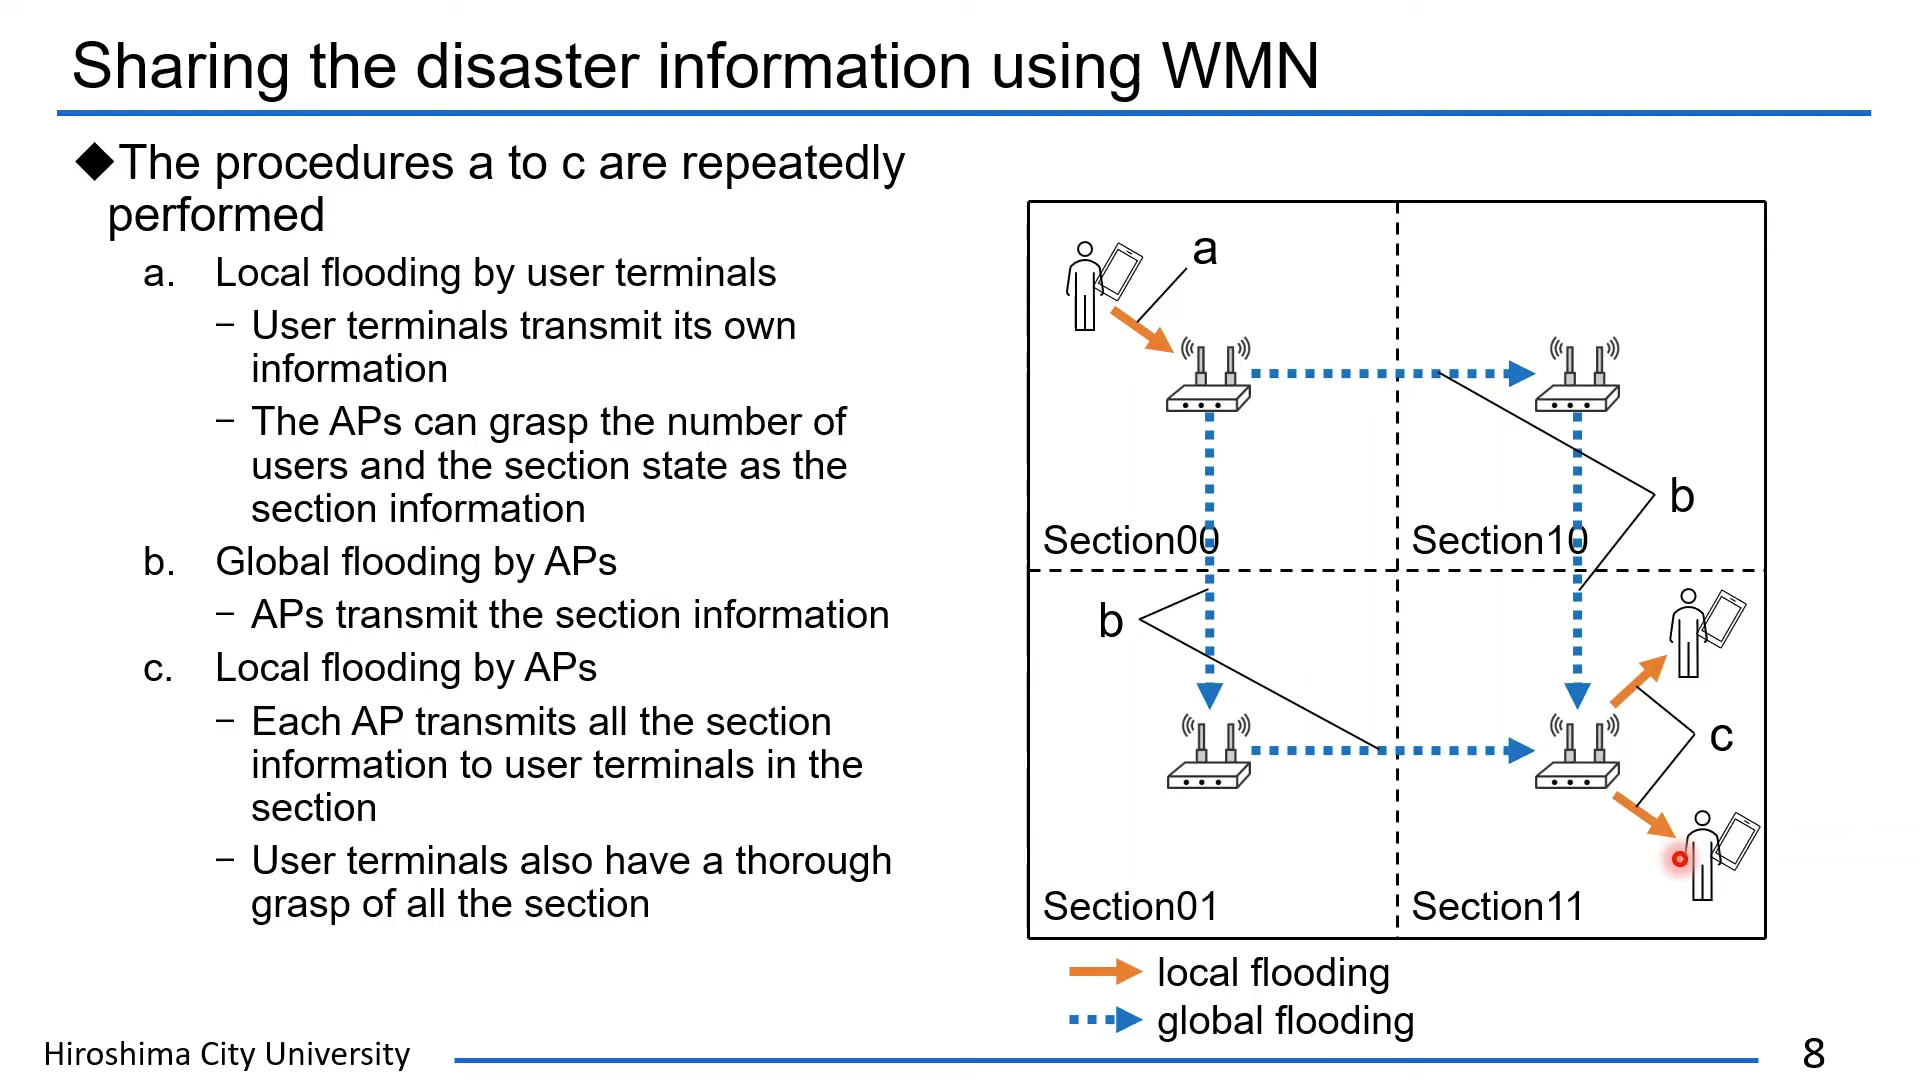 Sharing the disaster information using WMN
◆The procedures a to c are repeatedly
performed
a. Local flooding by user terminals
− User terminals transmit its own
information
− The APs can grasp the number of
users and the section state as the
section information
b. Global flooding by APs
− APs transmit the section information
c. Local flooding by APs
− Each AP transmits all the section
information to user terminals in the
section
− User terminals also have a thorough
grasp of all the section
a
b
Section00
Section10
b
c
Section01
Section11
local flooding
global flooding
Hiroshima City University
8